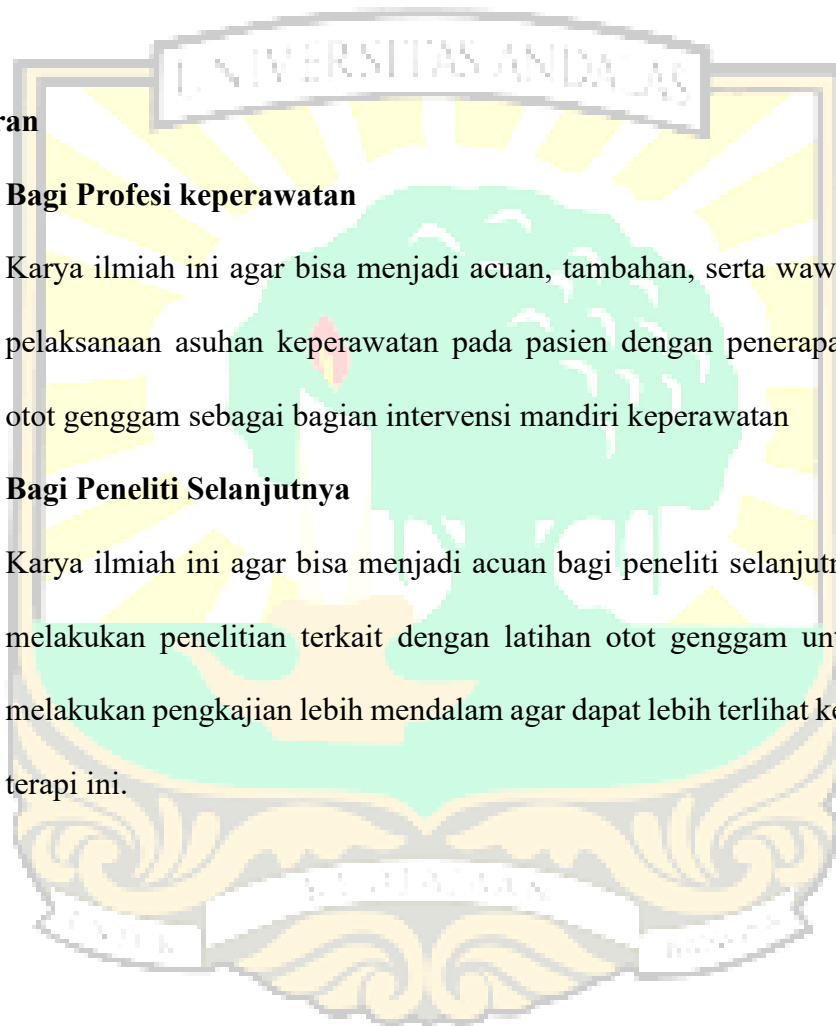 UNIVERSITAS ANDALAS
ran
Bagi Profesi keperawatan
Karya ilmiah ini agar bisa menjadi acuan, tambahan, serta waw
pelaksanaan asuhan keperawatan pada pasien dengan penerapa
otot genggam sebagai bagian intervensi mandiri keperawatan
Bagi Peneliti Selanjutnya
Karya ilmiah ini agar bisa menjadi acuan bagi peneliti selanjutn
melakukan penelitian terkait dengan latihan otot genggam unt
melakukan pengkajian lebih mendalam agar dapat lebih terlihat ke
terapi ini.
UNTUK